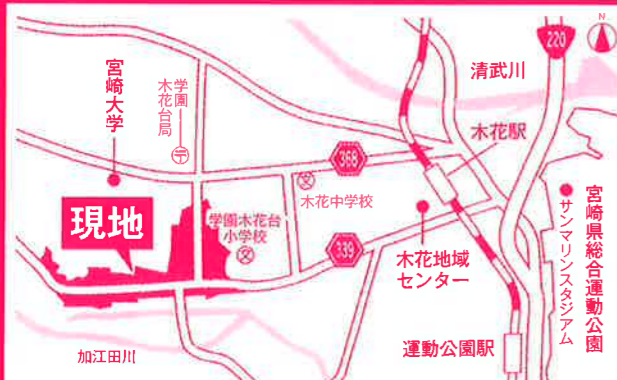 N
220
清武川
宮崎大学
学園
木花台局
木花駅
368
木花中学校
現地
学園木花台
小学校
339
木花地域
センター
宮崎県総合運動公園
サンマリンスタジアム
加江田川
運動公園駅